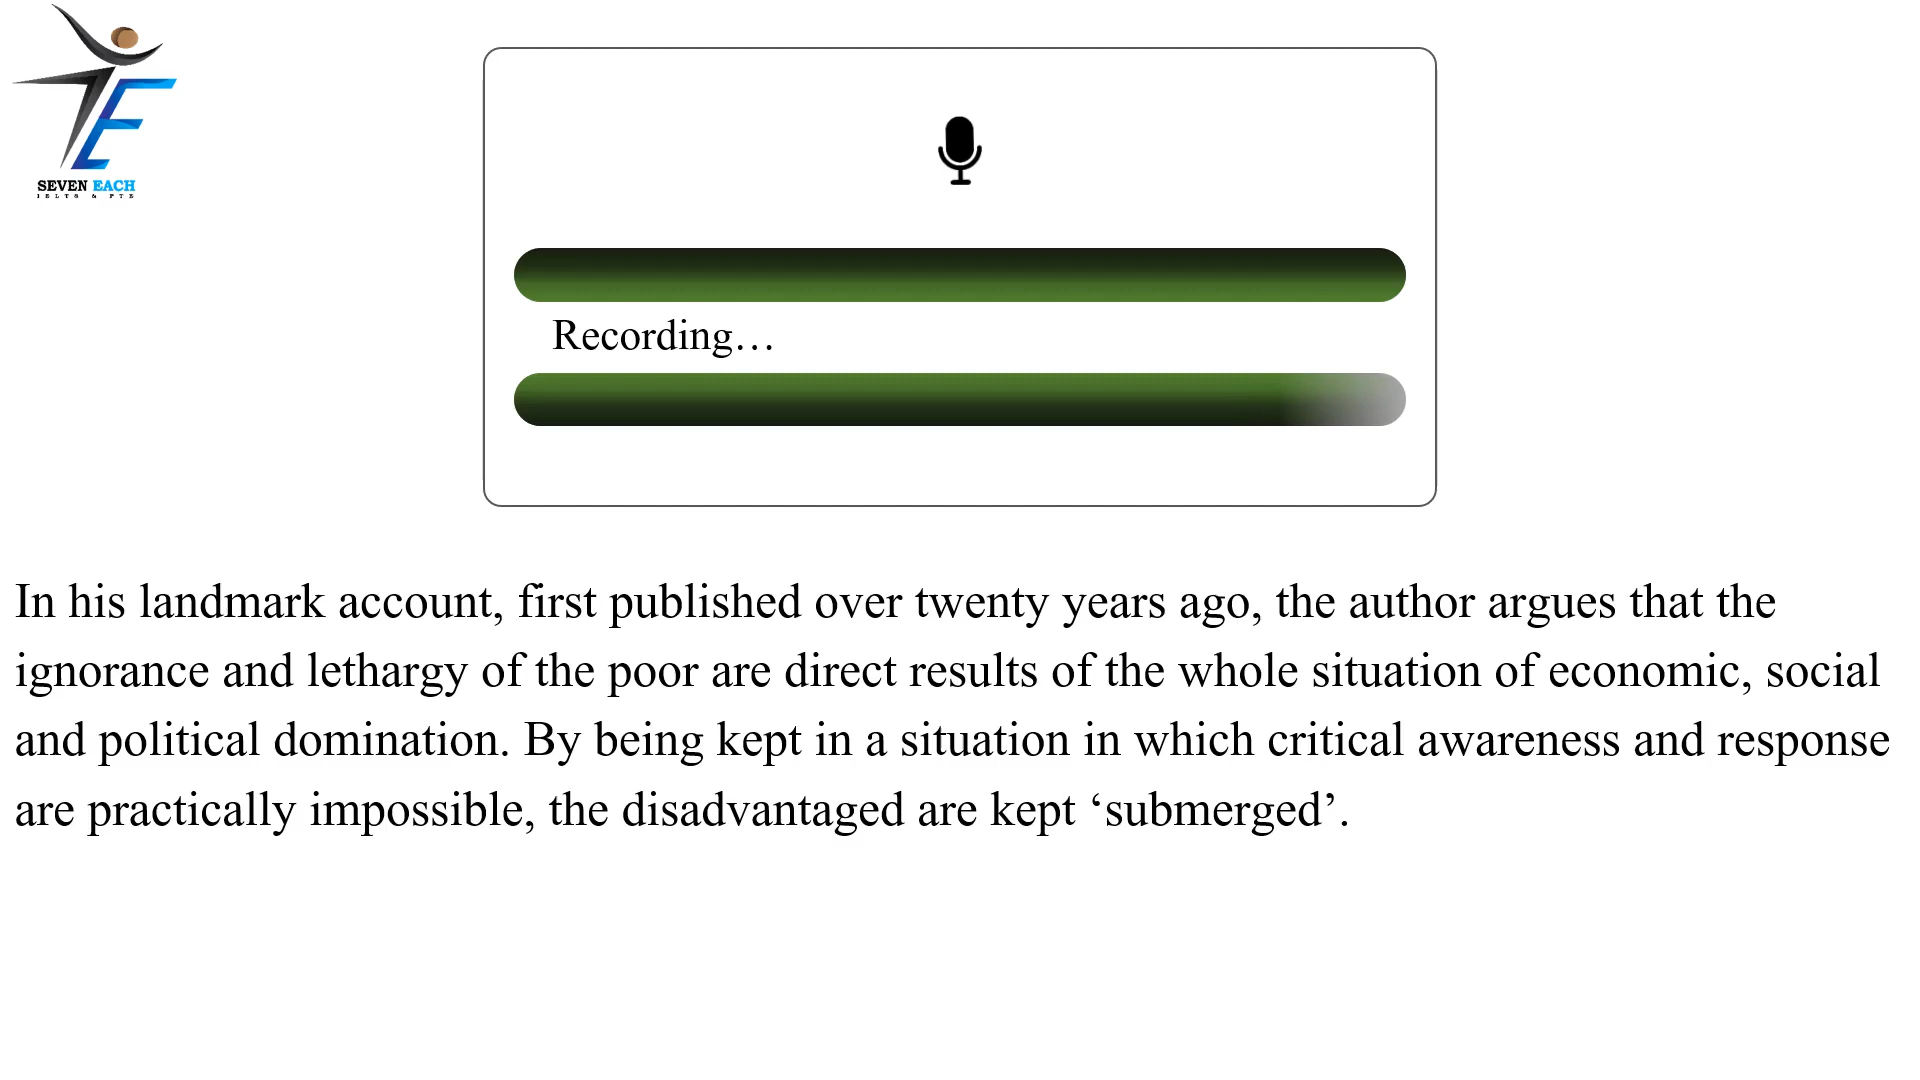 SEVEN EACH
IELTS & PTE
Recording…
In his landmark account, first published over twenty years ago, the author argues that the
ignorance and lethargy of the poor are direct results of the whole situation of economic, social
and political domination. By being kept in a situation in which critical awareness and response
are practically impossible, the disadvantaged are kept ‘submerged’.